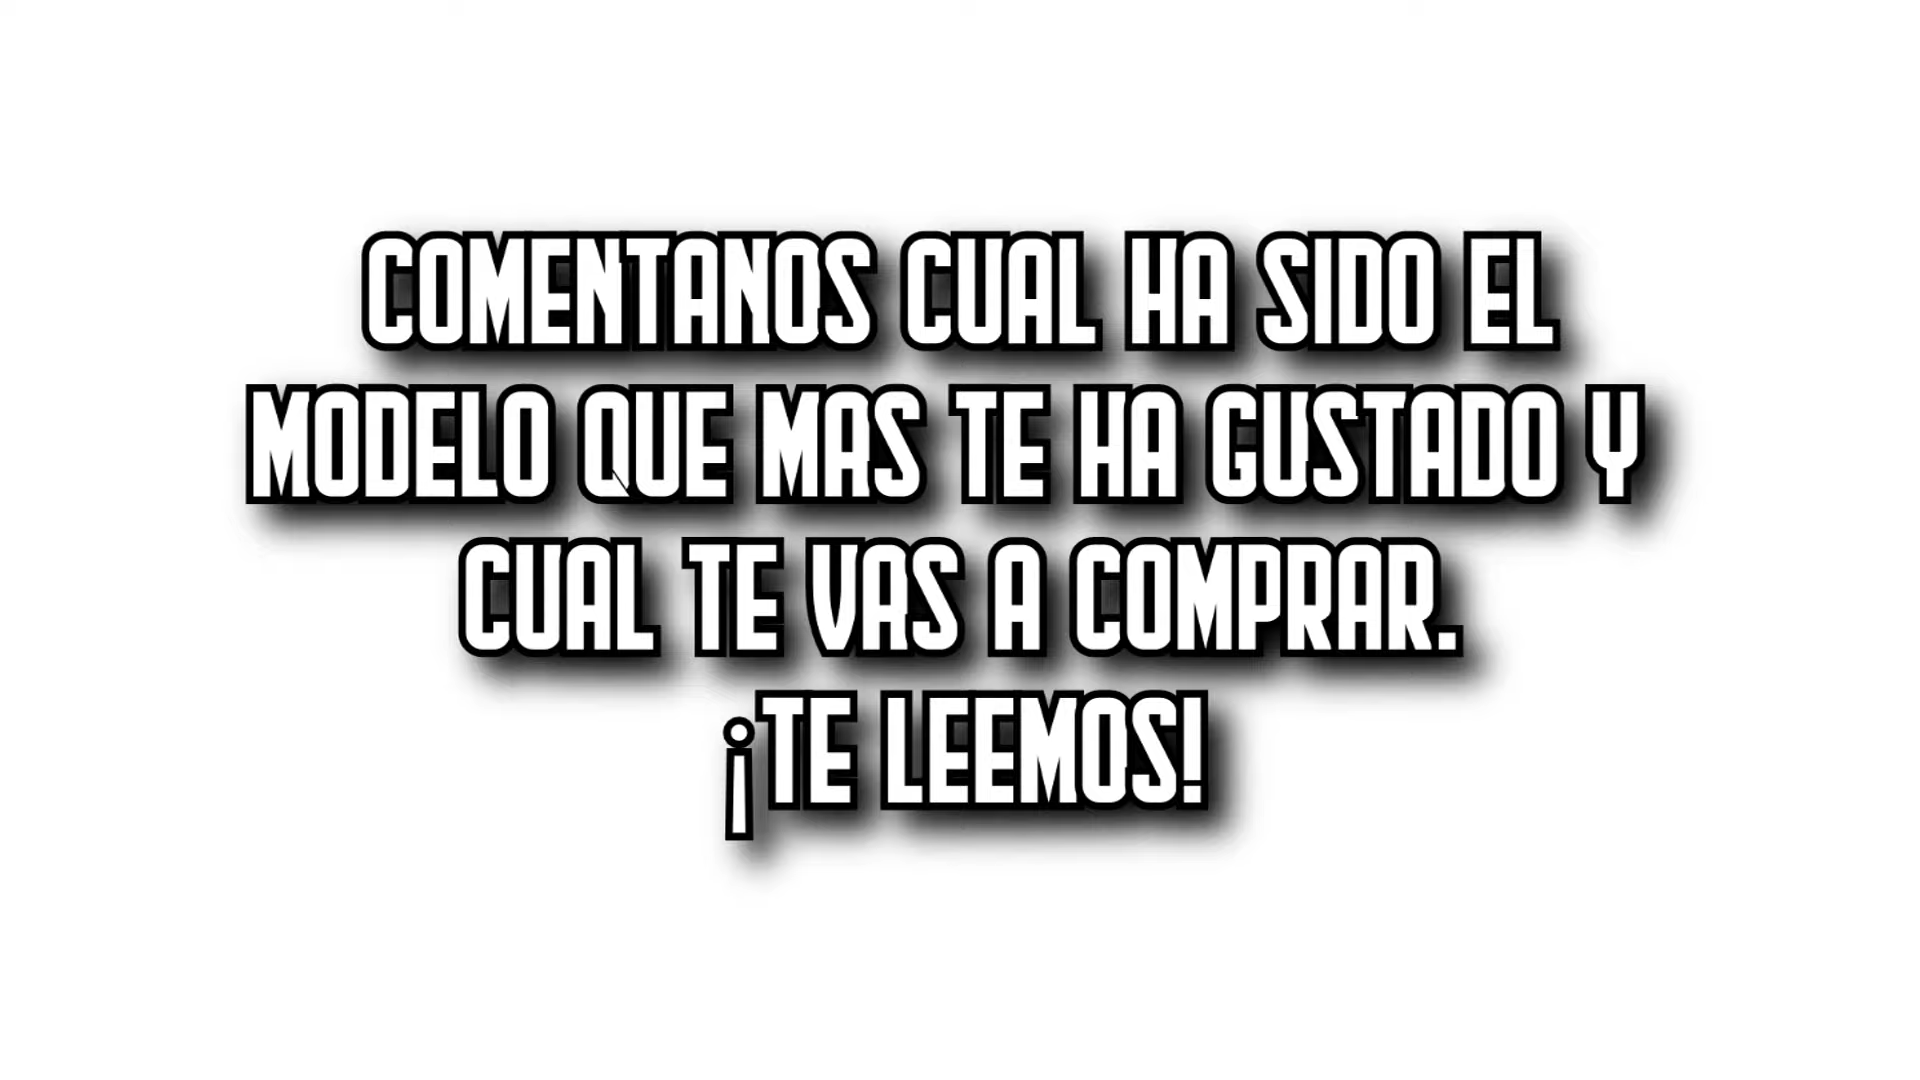 COMENTANOS CUAL HA SIDO EL
MODELO QUE MAS TE HA GUSTADO Y
CUAL TE VAS A COMPRAR.
¡TE LEEMOS!